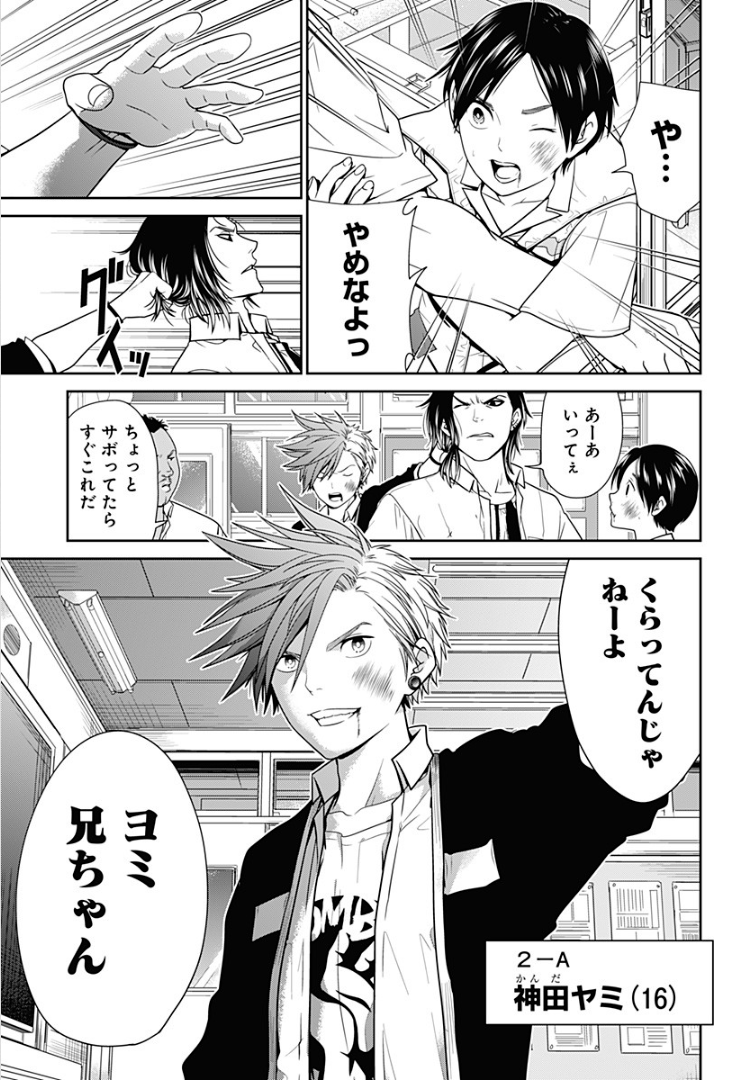 や…
やめなよっ
グイッ
あーあ
いってぇ
ちょっと
サボってたら
すぐこれだ
くらってんじゃ
ねーよ
ヨミ
兄ちゃん
2－A
かんだ
神田ヤミ(16)